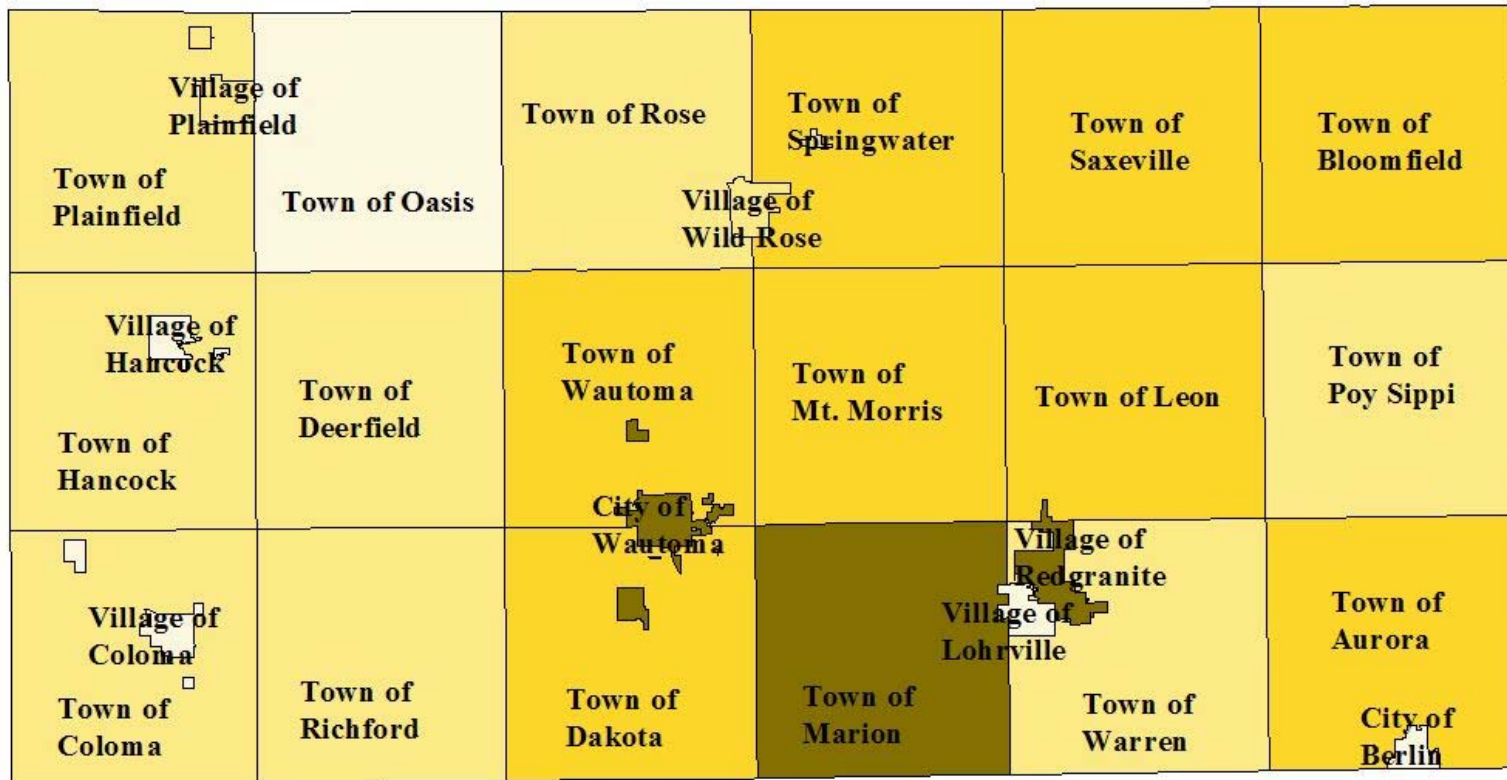 Village of
Plainfield
Town of
Plainfield
Town of Oasis
Town of Rose
Village of
Wild Rose
Town of
Springwater
Town of
Saxeville
Town of
Bloomfield
Village of
Hancock
Town of
Hancock
Town of
Deerfield
Town of
Wautoma
City of
Wautoma
Town of
Mt. Morris
Town of Leon
Town of
Poy Sippi
Village of
Coloma
Town of
Coloma
Town of
Richford
Town of
Dakota
Town of
Marion
Village of
Redgranite
Village of
Lohrville
Town of
Warren
Town of
Aurora
City of
Berlin